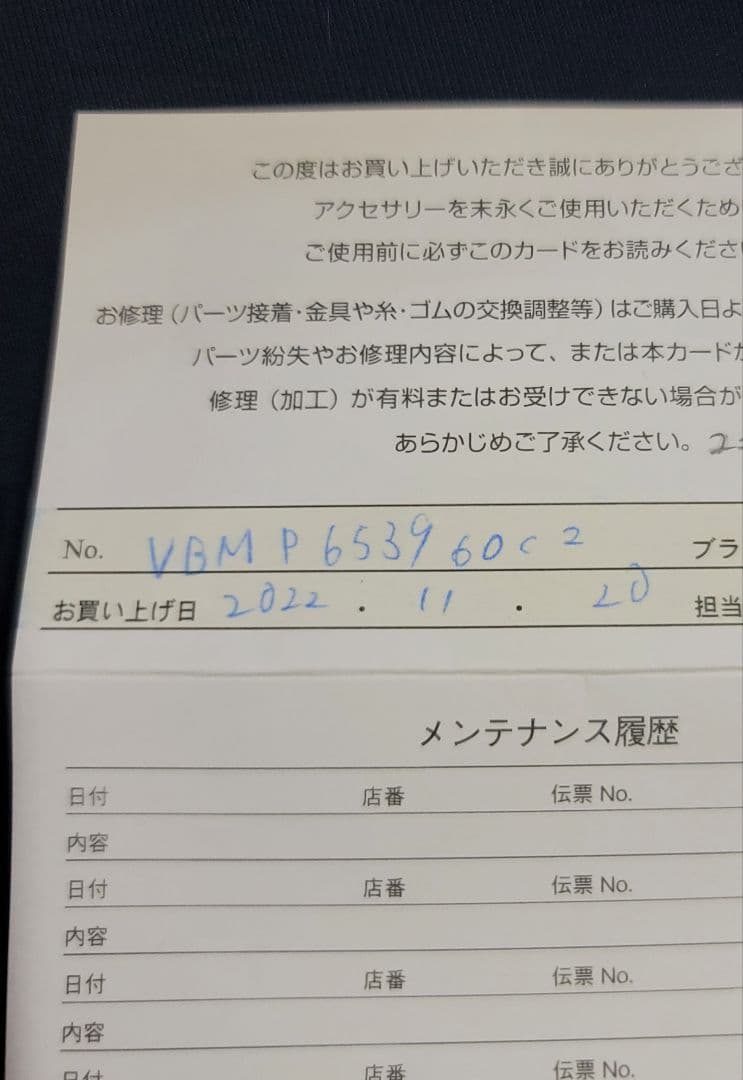 この度はお買い上げいただき誠にありがとうござ
アクセサリーを末永くご使用いただくため
ご使用前に必ずこのカードをお読みくださ
お修理（パーツ接着・金具や糸・ゴムの交換調整等）はご購入日よ
パーツ紛失やお修理内容によって、または本カードが
修理（加工）が有料またはお受けできない場合が
あらかじめご了承ください。
No. VBMP653960c2 ブラ
お買い上げ日 2022 . 11 . 20 担当
メンテナンス履歴
日付 店番 伝票 No.
内容
日付 店番 伝票 No.
内容
日付 店番 伝票 No.
内容
日付 店番 伝票 No.